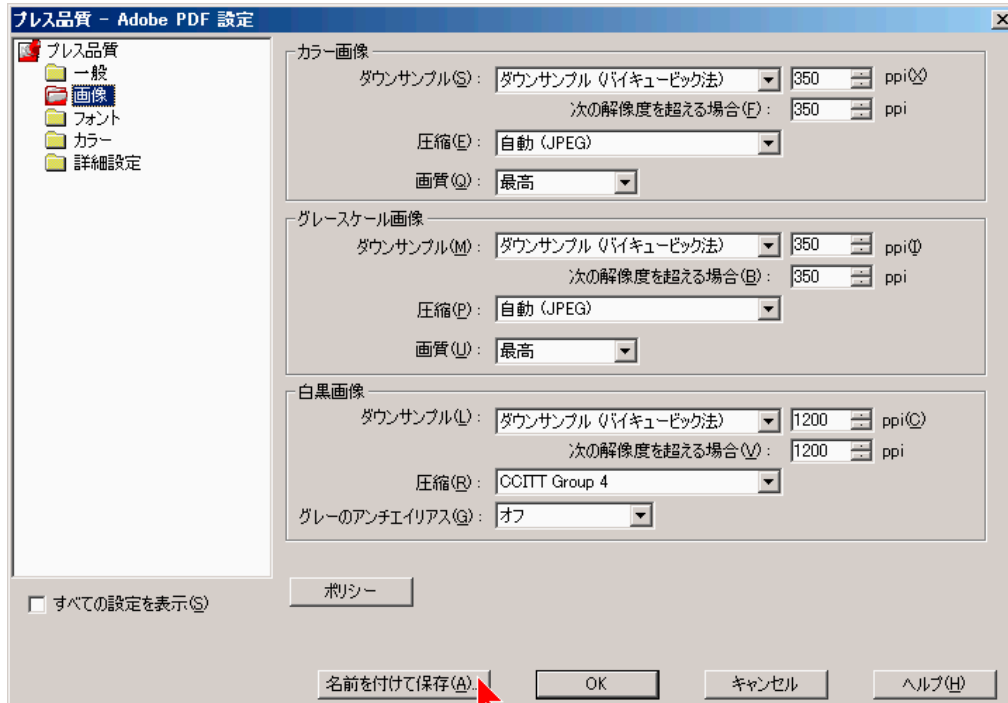 プレス品質 - Adobe PDF 設定
プレス品質
一般
画像
フォント
カラー
詳細設定
すべての設定を表示(S)
カラー画像
ダウンサンプル(S): ダウンサンプル (バイキュービック法) 350 ppi(X)
次の解像度を超える場合(F): 350 ppi
圧縮(E): 自動 (JPEG)
画質(Q): 最高
グレースケール画像
ダウンサンプル(M): ダウンサンプル (バイキュービック法) 350 ppi(I)
次の解像度を超える場合(B): 350 ppi
圧縮(P): 自動 (JPEG)
画質(U): 最高
白黒画像
ダウンサンプル(L): ダウンサンプル (バイキュービック法) 1200 ppi(C)
次の解像度を超える場合(V): 1200 ppi
圧縮(R): CCITT Group 4
グレーのアンチエイリアス(G): オフ
ポリシー
名前を付けて保存(A)... OK キャンセル ヘルプ(H)